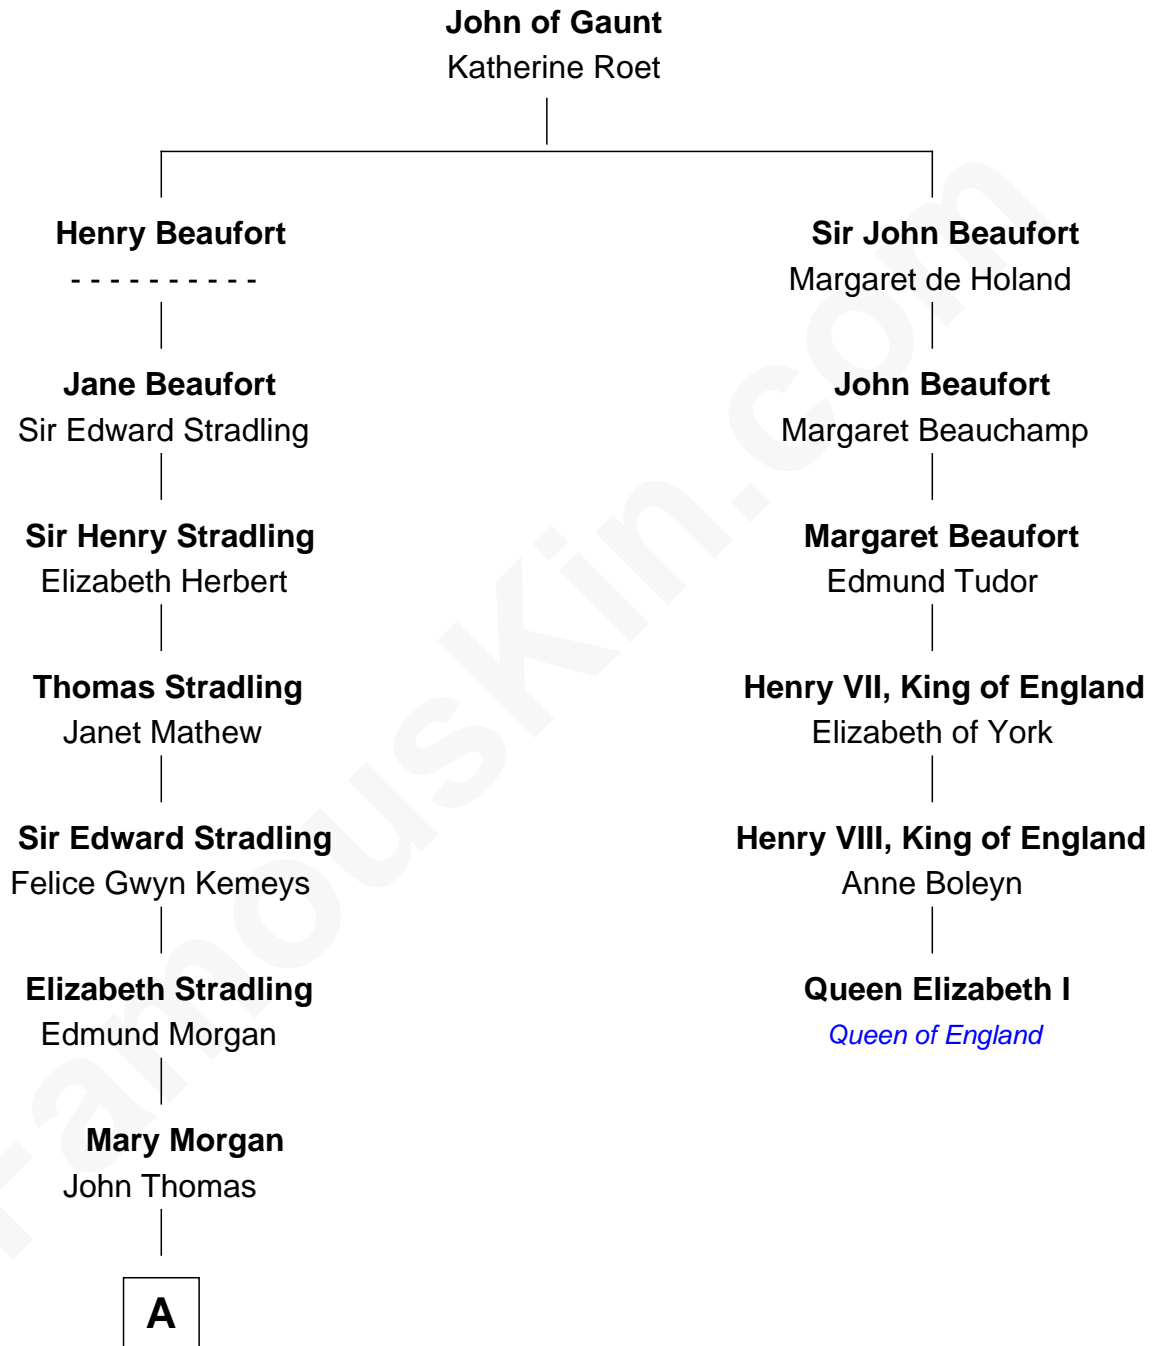 John of Gaunt
Katherine Roet
Henry Beaufort
- - - - - - - - - -
Jane Beaufort
Sir Edward Stradling
Sir Henry Stradling
Elizabeth Herbert
Thomas Stradling
Janet Mathew
Sir Edward Stradling
Felice Gwyn Kemeys
Elizabeth Stradling
Edmund Morgan
Mary Morgan
John Thomas
A
Sir John Beaufort
Margaret de Holand
John Beaufort
Margaret Beauchamp
Margaret Beaufort
Edmund Tudor
Henry VII, King of England
Elizabeth of York
Henry VIII, King of England
Anne Boleyn
Queen Elizabeth I
Queen of England
FamousKin.com